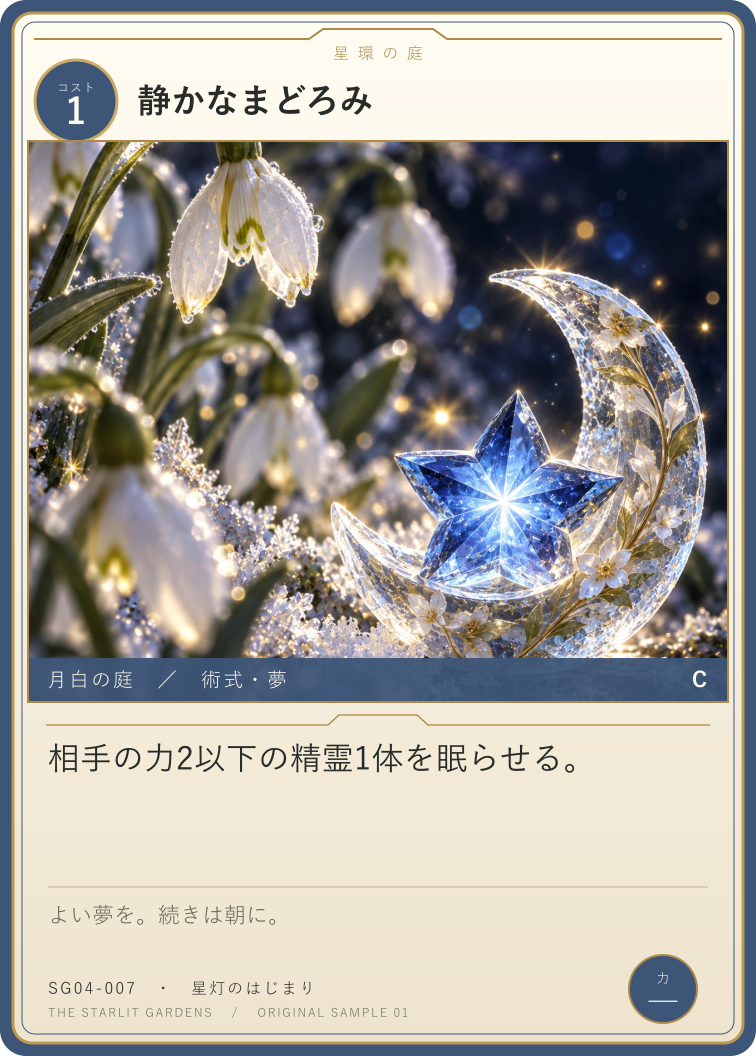 星環の庭
コスト
1
静かなまどろみ
月白の庭 ／ 術式・夢
C
相手の力2以下の精霊1体を眠らせる。
よい夢を。続きは朝に。
SG04-007 ・ 星灯のはじまり
THE STARLIT GARDENS / ORIGINAL SAMPLE 01
力
—